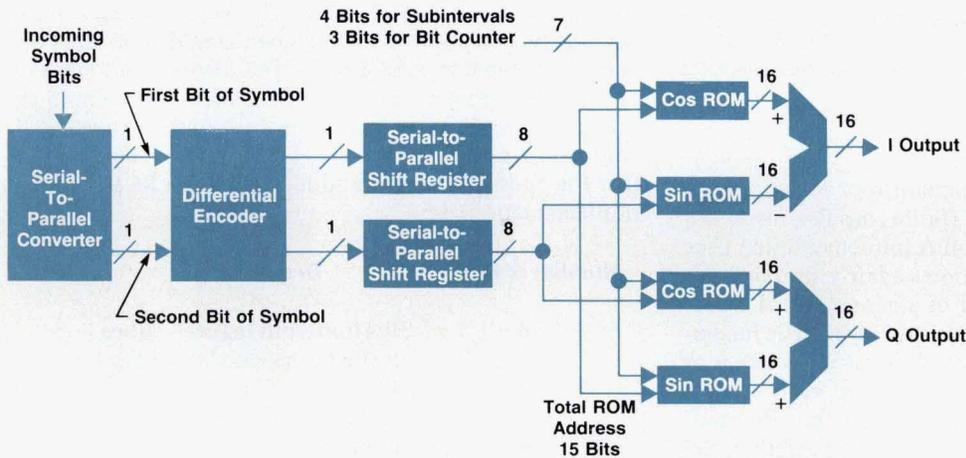 4 Bits for Subintervals
3 Bits for Bit Counter
7
Incoming
Symbol
Bits
First Bit of Symbol
Serial-
To-
Parallel
Converter
1
1
Second Bit of Symbol
Differential
Encoder
1
1
Serial-to-
Parallel
Shift Register
8
Serial-to-
Parallel
Shift Register
8
Cos ROM
16
+
Sin ROM
16
16
I Output
Cos ROM
16
+
Sin ROM
16
+
16
Q Output
Total ROM
Address
15 Bits